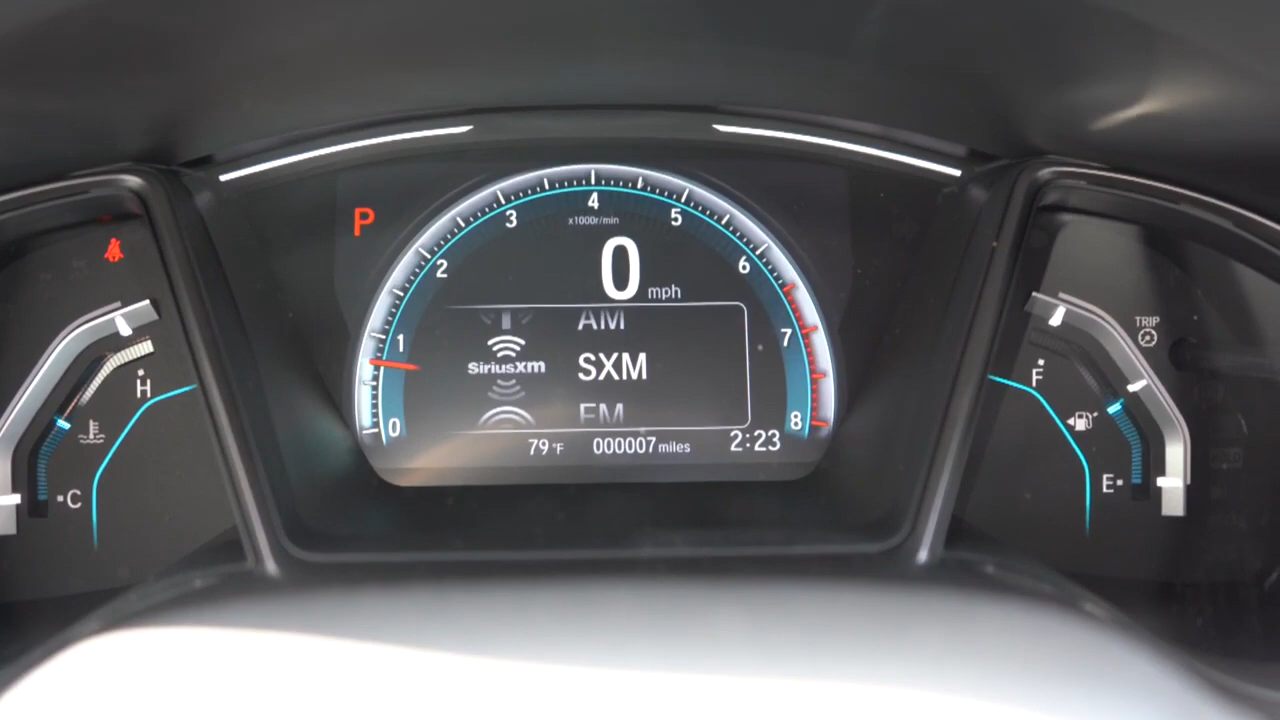 P
4
3
5
x1000r/min
2
6
0 mph
AM
1
7
SiriusXM SXM
FM
0
8
79°F 000007 miles 2:23
H
C
TRIP
F
E